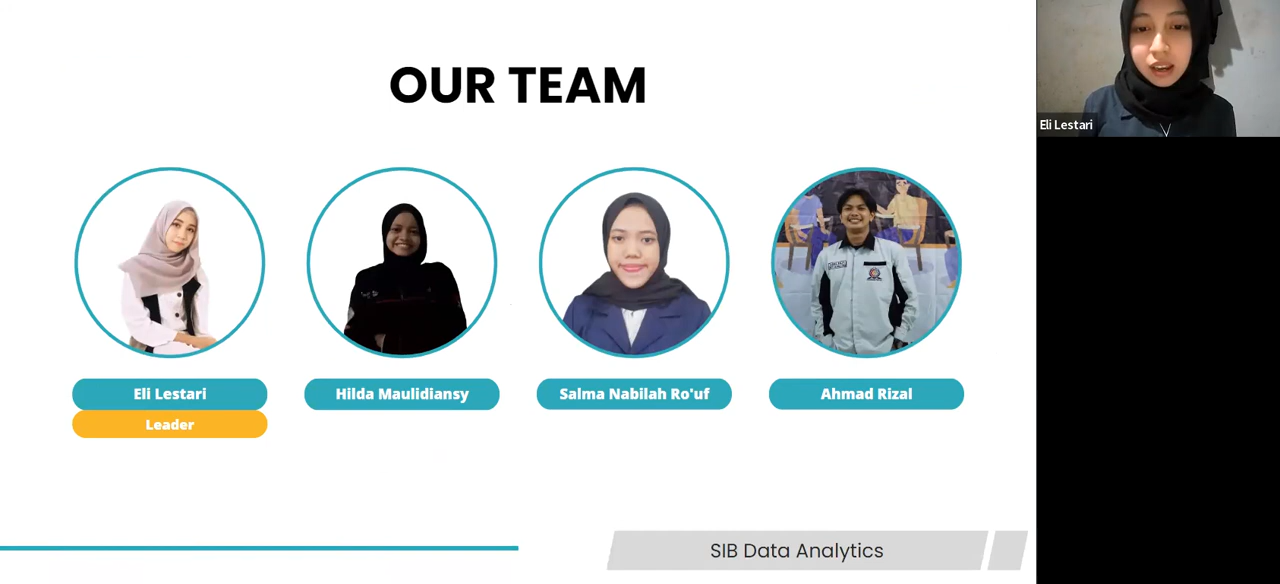 OUR TEAM
Eli Lestari
Eli Lestari
Hilda Maulidiansy
Salma Nabilah Ro'uf
Ahmad Rizal
Leader
SIB Data Analytics